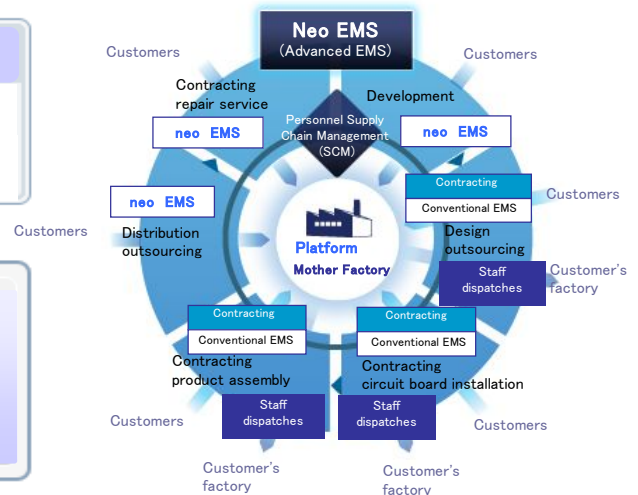 Neo EMS
(Advanced EMS)
Customers
Customers
Contracting
repair service
Development
neo EMS
Personnel Supply
Chain Management
(SCM)
neo EMS
neo EMS
Contracting
Conventional EMS
Customers
Customers
Distribution
outsourcing
Platform
Mother Factory
Design
outsourcing
Staff
dispatches
Customer's
factory
Contracting
Conventional EMS
Contracting
Conventional EMS
Contracting
product assembly
Contracting
circuit board installation
Staff
dispatches
Staff
dispatches
Customers
Customers
Customer's
factory
Customer's
factory